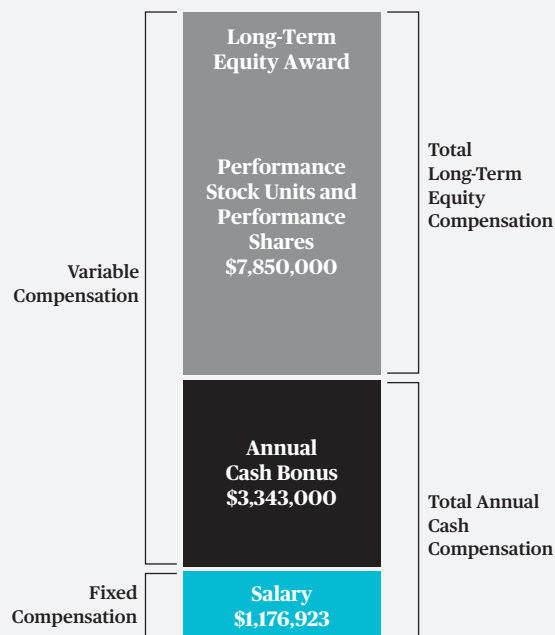 Long-Term
Equity Award
Performance
Stock Units and
Performance
Shares
$7,850,000
Total
Long-Term
Equity
Compensation
Variable
Compensation
Annual
Cash Bonus
$3,343,000
Total Annual
Cash
Compensation
Fixed
Compensation
Salary
$1,176,923